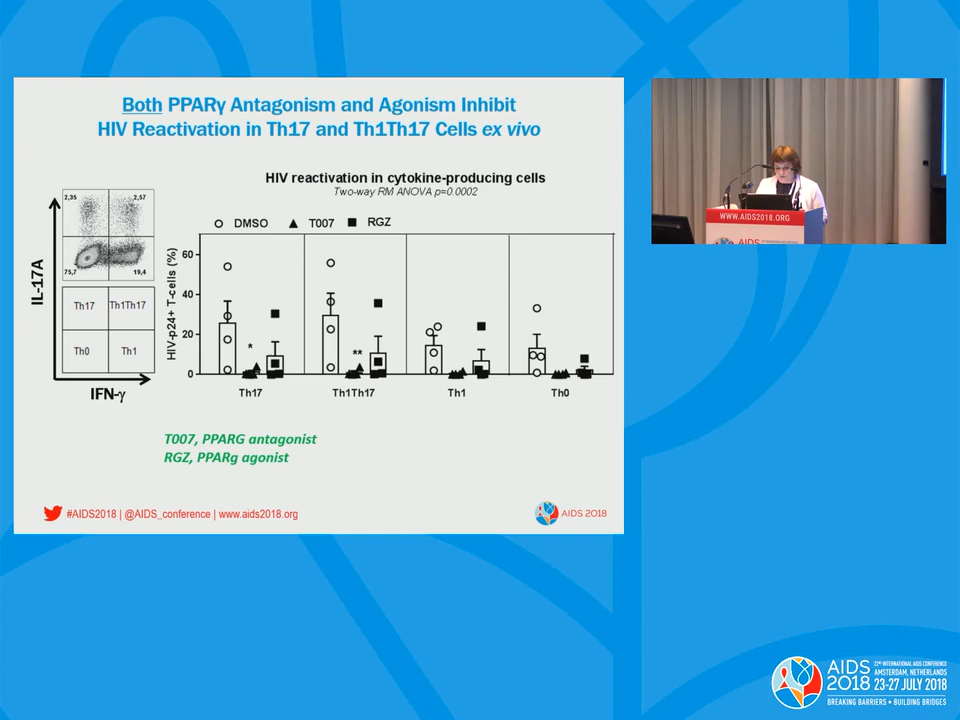 Both PPARγ Antagonism and Agonism Inhibit
HIV Reactivation in Th17 and Th1Th17 Cells ex vivo
HIV reactivation in cytokine-producing cells
Two-way RM ANOVA p=0.0002
DMSO T007 RGZ
2,35 2,57
75,7 19,4
IL-17A
Th17 Th1Th17
Th0 Th1
IFN-γ
HIV-p24+ T-cells (%)
60
40
20
0
*
**
Th17 Th1Th17 Th1 Th0
T007, PPARG antagonist
RGZ, PPARg agonist
#AIDS2018 | @AIDS_conference | www.aids2018.org
AIDS 2018
WWW.AIDS2018.ORG
AIDS
AIDS 2018
22ND INTERNATIONAL AIDS CONFERENCE
AMSTERDAM, NETHERLANDS
23-27 JULY 2018
BREAKING BARRIERS • BUILDING BRIDGES